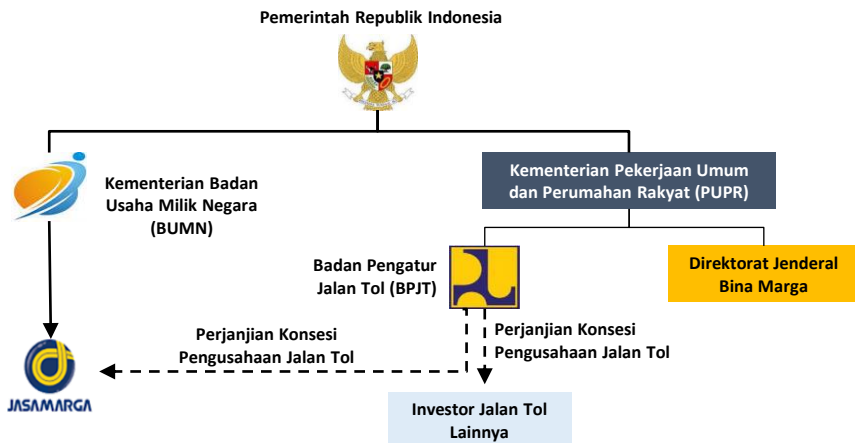 Pemerintah Republik Indonesia
Kementerian Badan
Usaha Milik Negara
(BUMN)
Kementerian Pekerjaan Umum
dan Perumahan Rakyat (PUPR)
Badan Pengatur
Jalan Tol (BPJT)
Direktorat Jenderal
Bina Marga
Perjanjian Konsesi
Pengusahaan Jalan Tol
Perjanjian Konsesi
Pengusahaan Jalan Tol
JASAMARGA
Investor Jalan Tol
Lainnya